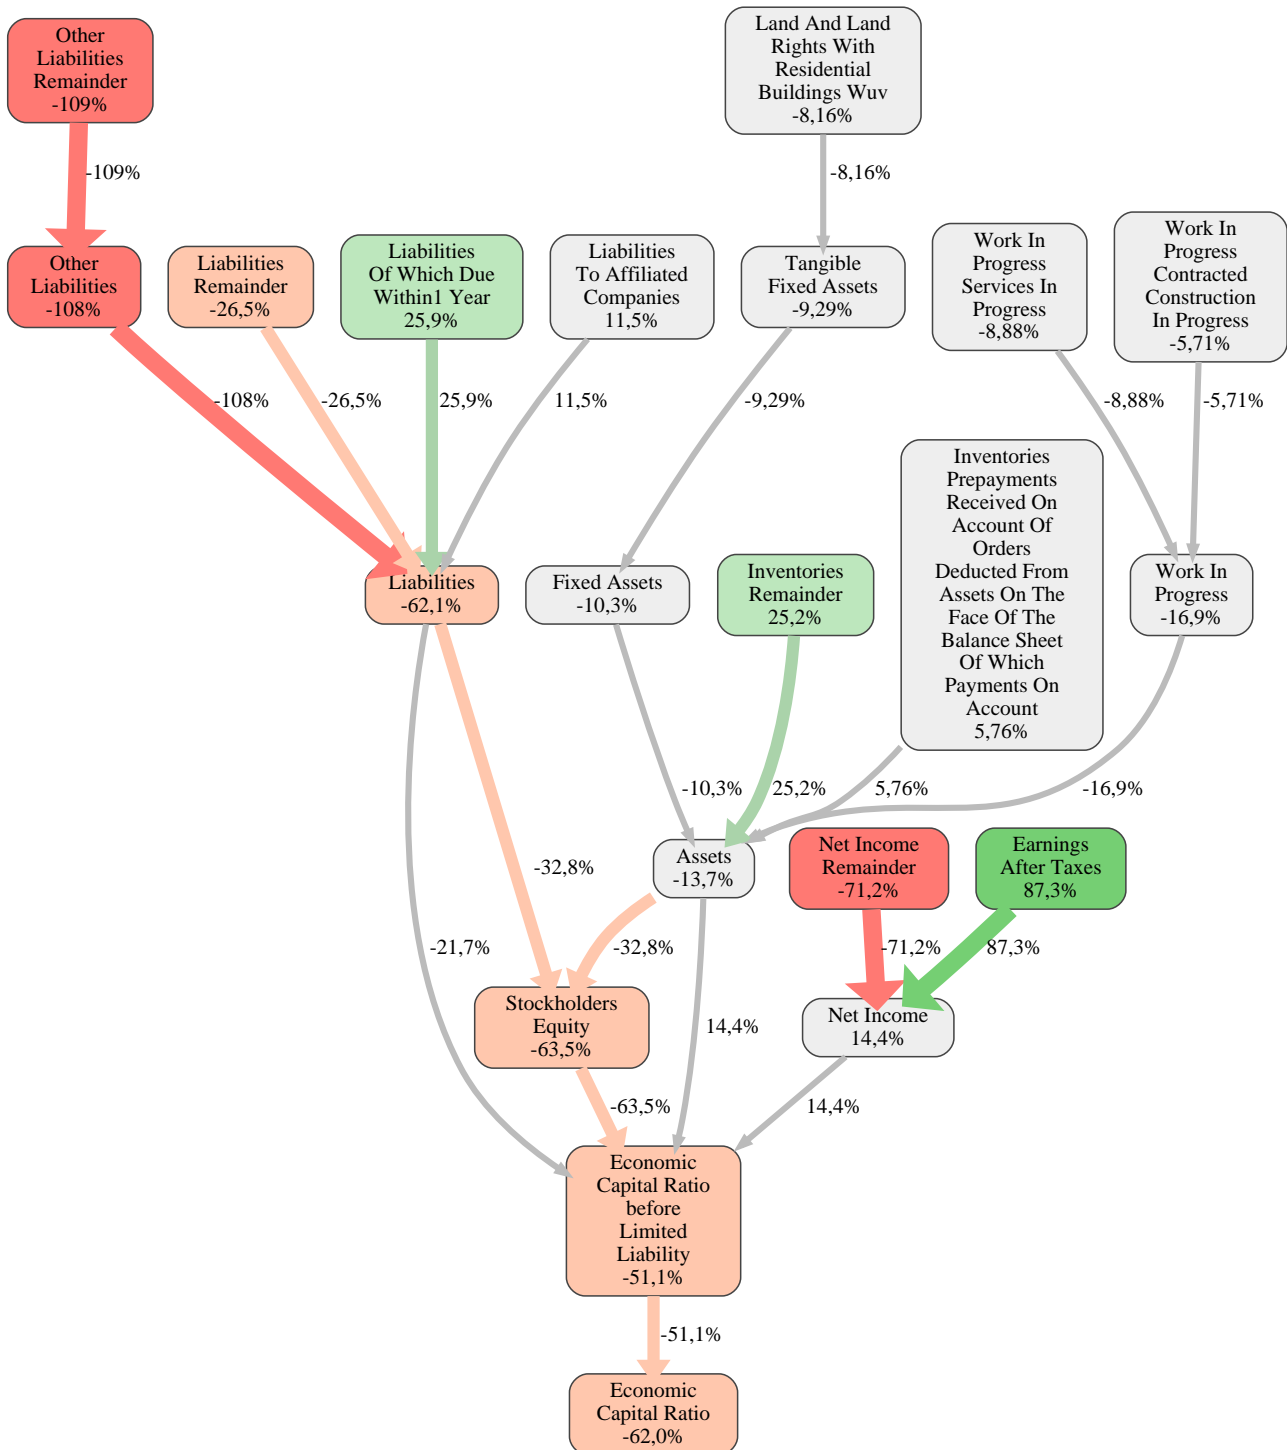 Other
Liabilities
Remainder
-109%
Land And Land
Rights With
Residential
Buildings Wuv
-8,16%
-109%
-8,16%
Other
Liabilities
-108%
Liabilities
Remainder
-26,5%
Liabilities
Of Which Due
Within1 Year
25,9%
Liabilities
To Affiliated
Companies
11,5%
Tangible
Fixed Assets
-9,29%
Work In
Progress
Services In
Progress
-8,88%
Work In
Progress
Contracted
Construction
In Progress
-5,71%
-108%
-26,5%
25,9%
11,5%
-9,29%
-8,88%
-5,71%
Liabilities
-62,1%
Fixed Assets
-10,3%
Inventories
Remainder
25,2%
Inventories
Prepayments
Received On
Account Of
Orders
Deducted From
Assets On The
Face Of The
Balance Sheet
Of Which
Payments On
Account
5,76%
Work In
Progress
-16,9%
-10,3%
25,2%
5,76%
-16,9%
-32,8%
Assets
-13,7%
Net Income
Remainder
-71,2%
Earnings
After Taxes
87,3%
-21,7%
-32,8%
-71,2%
87,3%
Stockholders
Equity
-63,5%
14,4%
Net Income
14,4%
-63,5%
14,4%
Economic
Capital Ratio
before
Limited
Liability
-51,1%
-51,1%
Economic
Capital Ratio
-62,0%